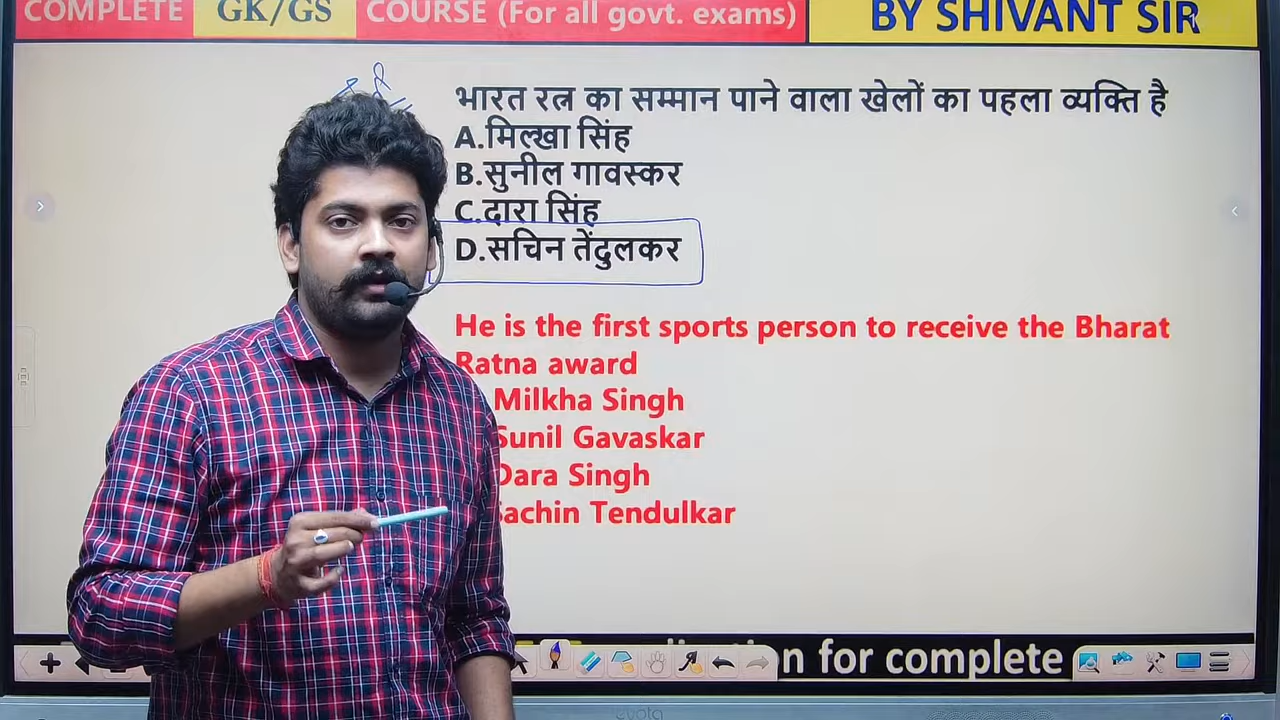 COMPLETE GK/GS COURSE (For all govt. exams) BY SHIVANT SIR
भारत रत्न का सम्मान पाने वाला खेलों का पहला व्यक्ति है
A.मिल्खा सिंह
B.सुनील गावस्कर
C.दारा सिंह
D.सचिन तेंदुलकर
He is the first sports person to receive the Bharat
Ratna award
Milkha Singh
Sunil Gavaskar
Dara Singh
Sachin Tendulkar
n for complete